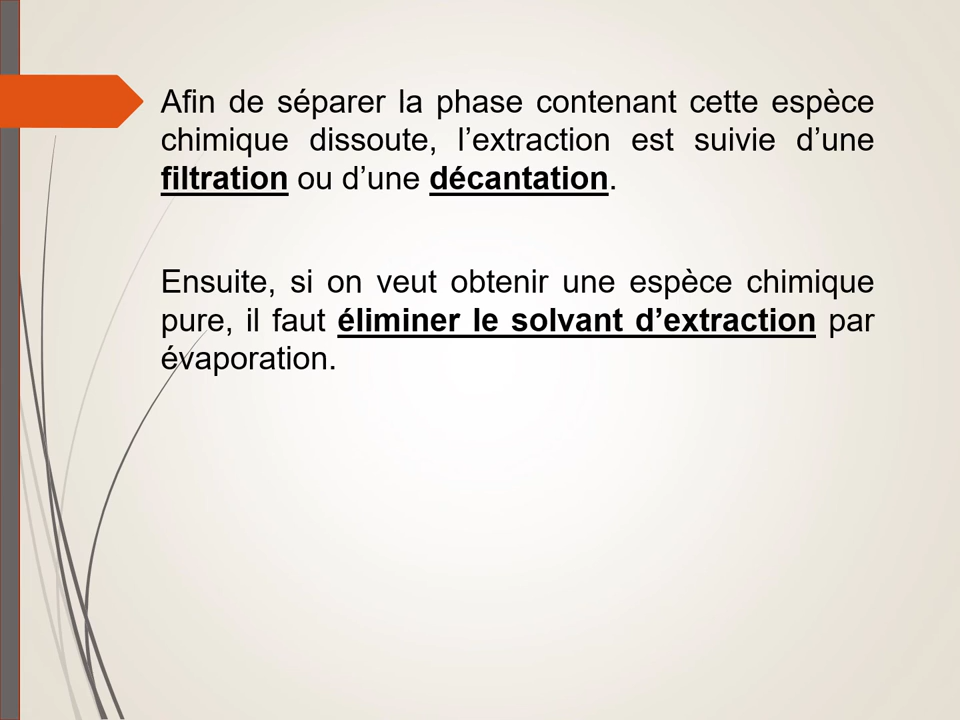 Afin de séparer la phase contenant cette espèce
chimique dissoute, l’extraction est suivie d’une
filtration ou d’une décantation.
Ensuite, si on veut obtenir une espèce chimique
pure, il faut éliminer le solvant d’extraction par
évaporation.